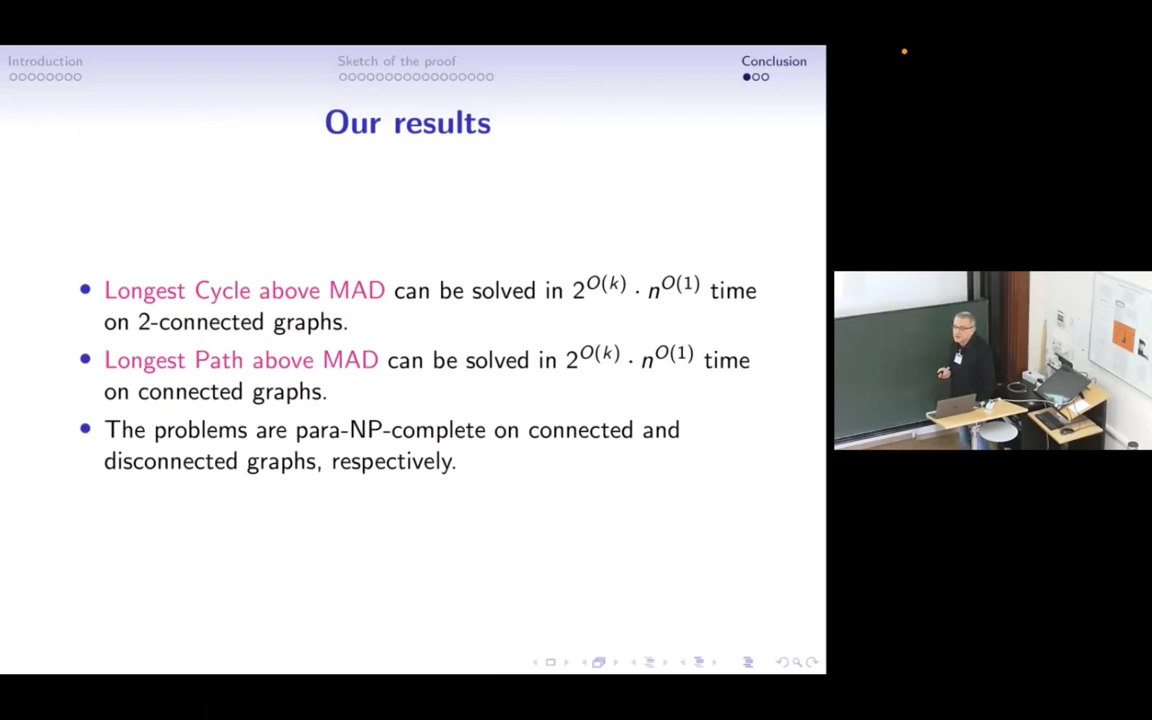 Introduction
Sketch of the proof
Conclusion
Our results
• Longest Cycle above MAD can be solved in 2^{O(k)} · n^{O(1)} time
on 2-connected graphs.
• Longest Path above MAD can be solved in 2^{O(k)} · n^{O(1)} time
on connected graphs.
• The problems are para-NP-complete on connected and
disconnected graphs, respectively.